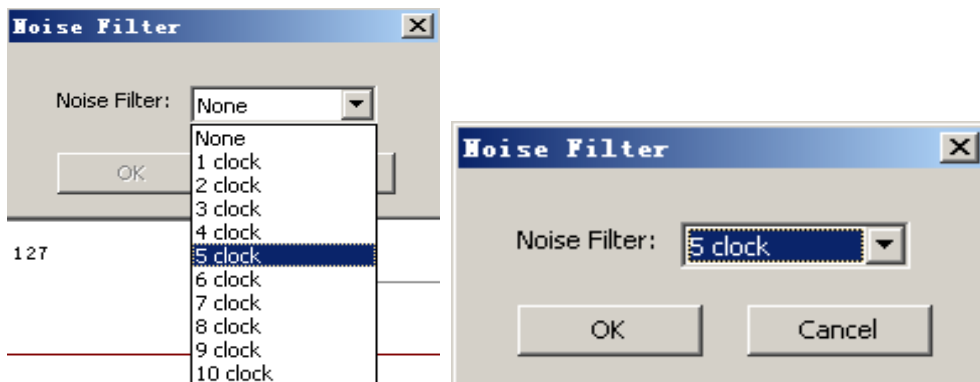 Noise Filter
Noise Filter: None
None
1 clock
OK
2 clock
3 clock
4 clock
127
5 clock
6 clock
7 clock
8 clock
9 clock
10 clock
Noise Filter
Noise Filter: 5 clock
OK Cancel